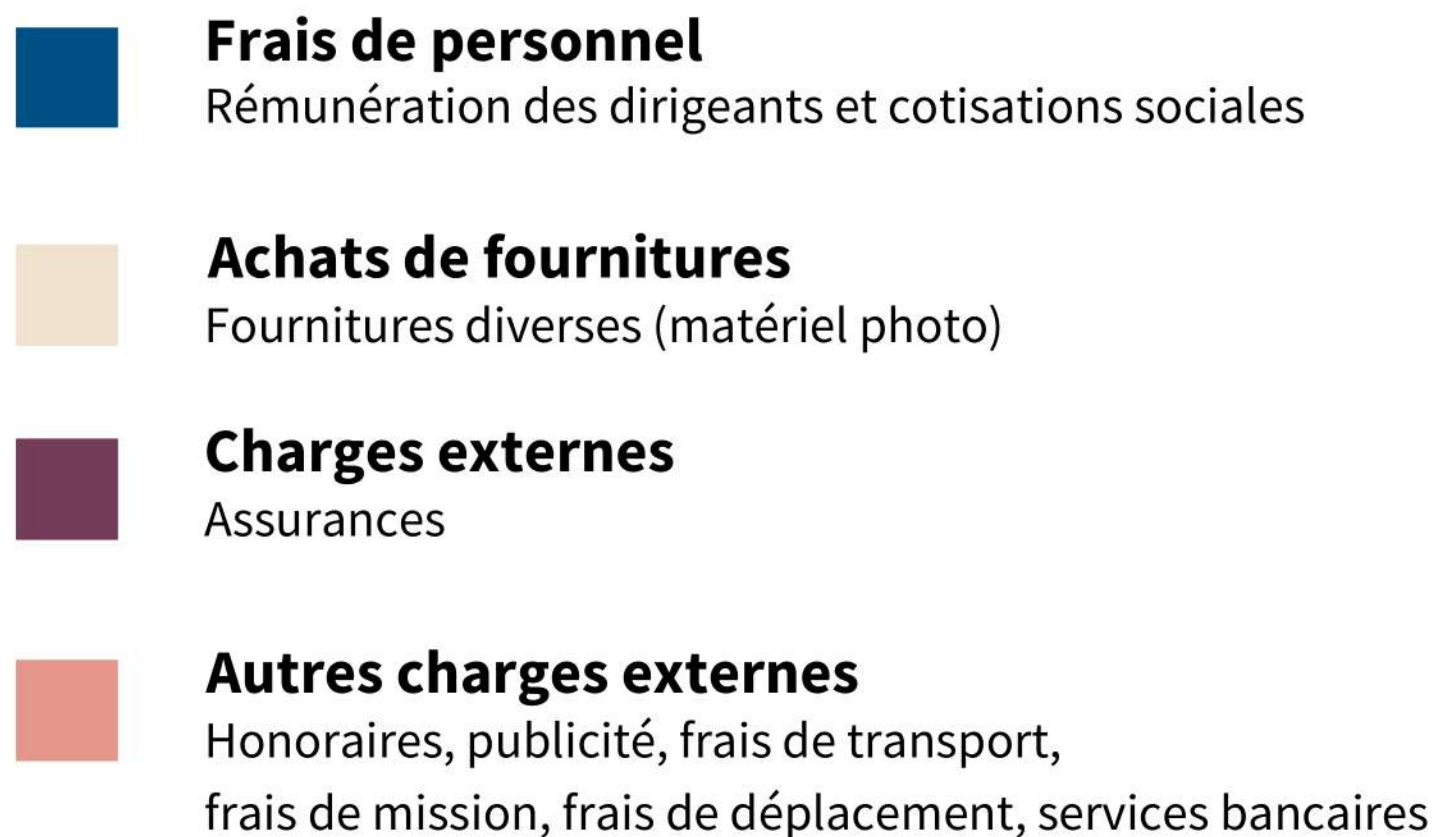 Frais de personnel
Rémunération des dirigeants et cotisations sociales
Achats de fournitures
Fournitures diverses (matériel photo)
Charges externes
Assurances
Autres charges externes
Honoraires, publicité, frais de transport,
frais de mission, frais de déplacement, services bancaires